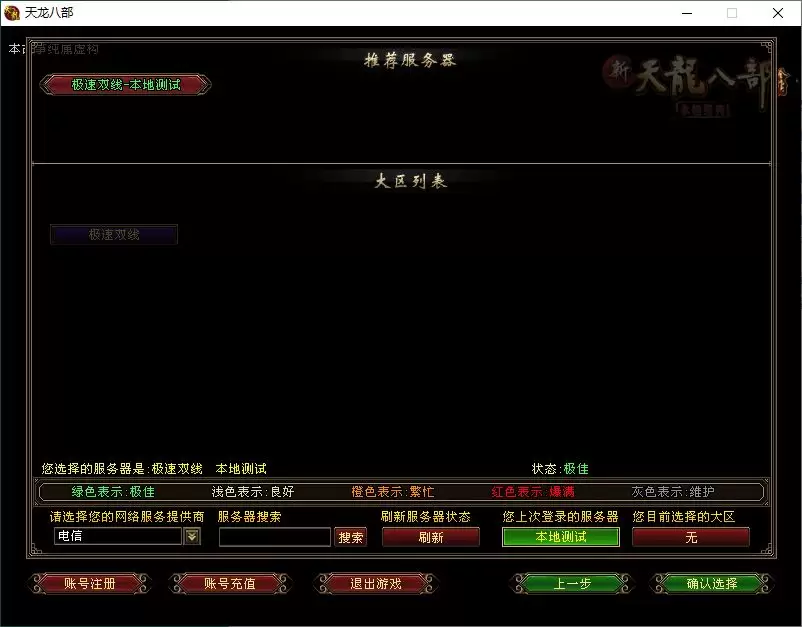 天龙八部
本故事纯属虚构
推荐服务器
极速双线-本地测试
新天龍八部
大区列表
极速双线
您选择的服务器是:极速双线 本地测试 状态:极佳
绿色表示:极佳 浅色表示:良好 橙色表示:繁忙 红色表示:爆满 灰色表示:维护
请选择您的网络服务提供商 服务器搜索 刷新服务器状态 您上次登录的服务器 您目前选择的大区
电信 搜索 刷新 本地测试 无
账号注册 账号充值 退出游戏 上一步 确认选择